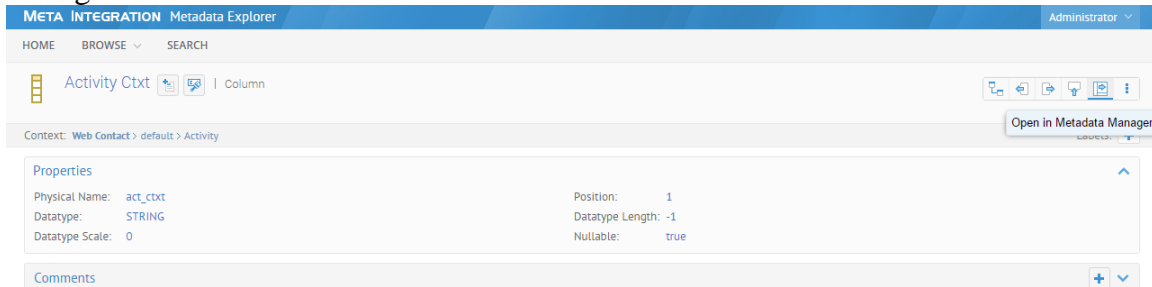 META INTEGRATION Metadata Explorer Administrator
HOME BROWSE SEARCH
Activity Ctxt | Column
Open in Metadata Manager
Context: Web Contact > default > Activity Labels:
Properties
Physical Name: act_ctxt Position: 1
Datatype: STRING Datatype Length: -1
Datatype Scale: 0 Nullable: true
Comments